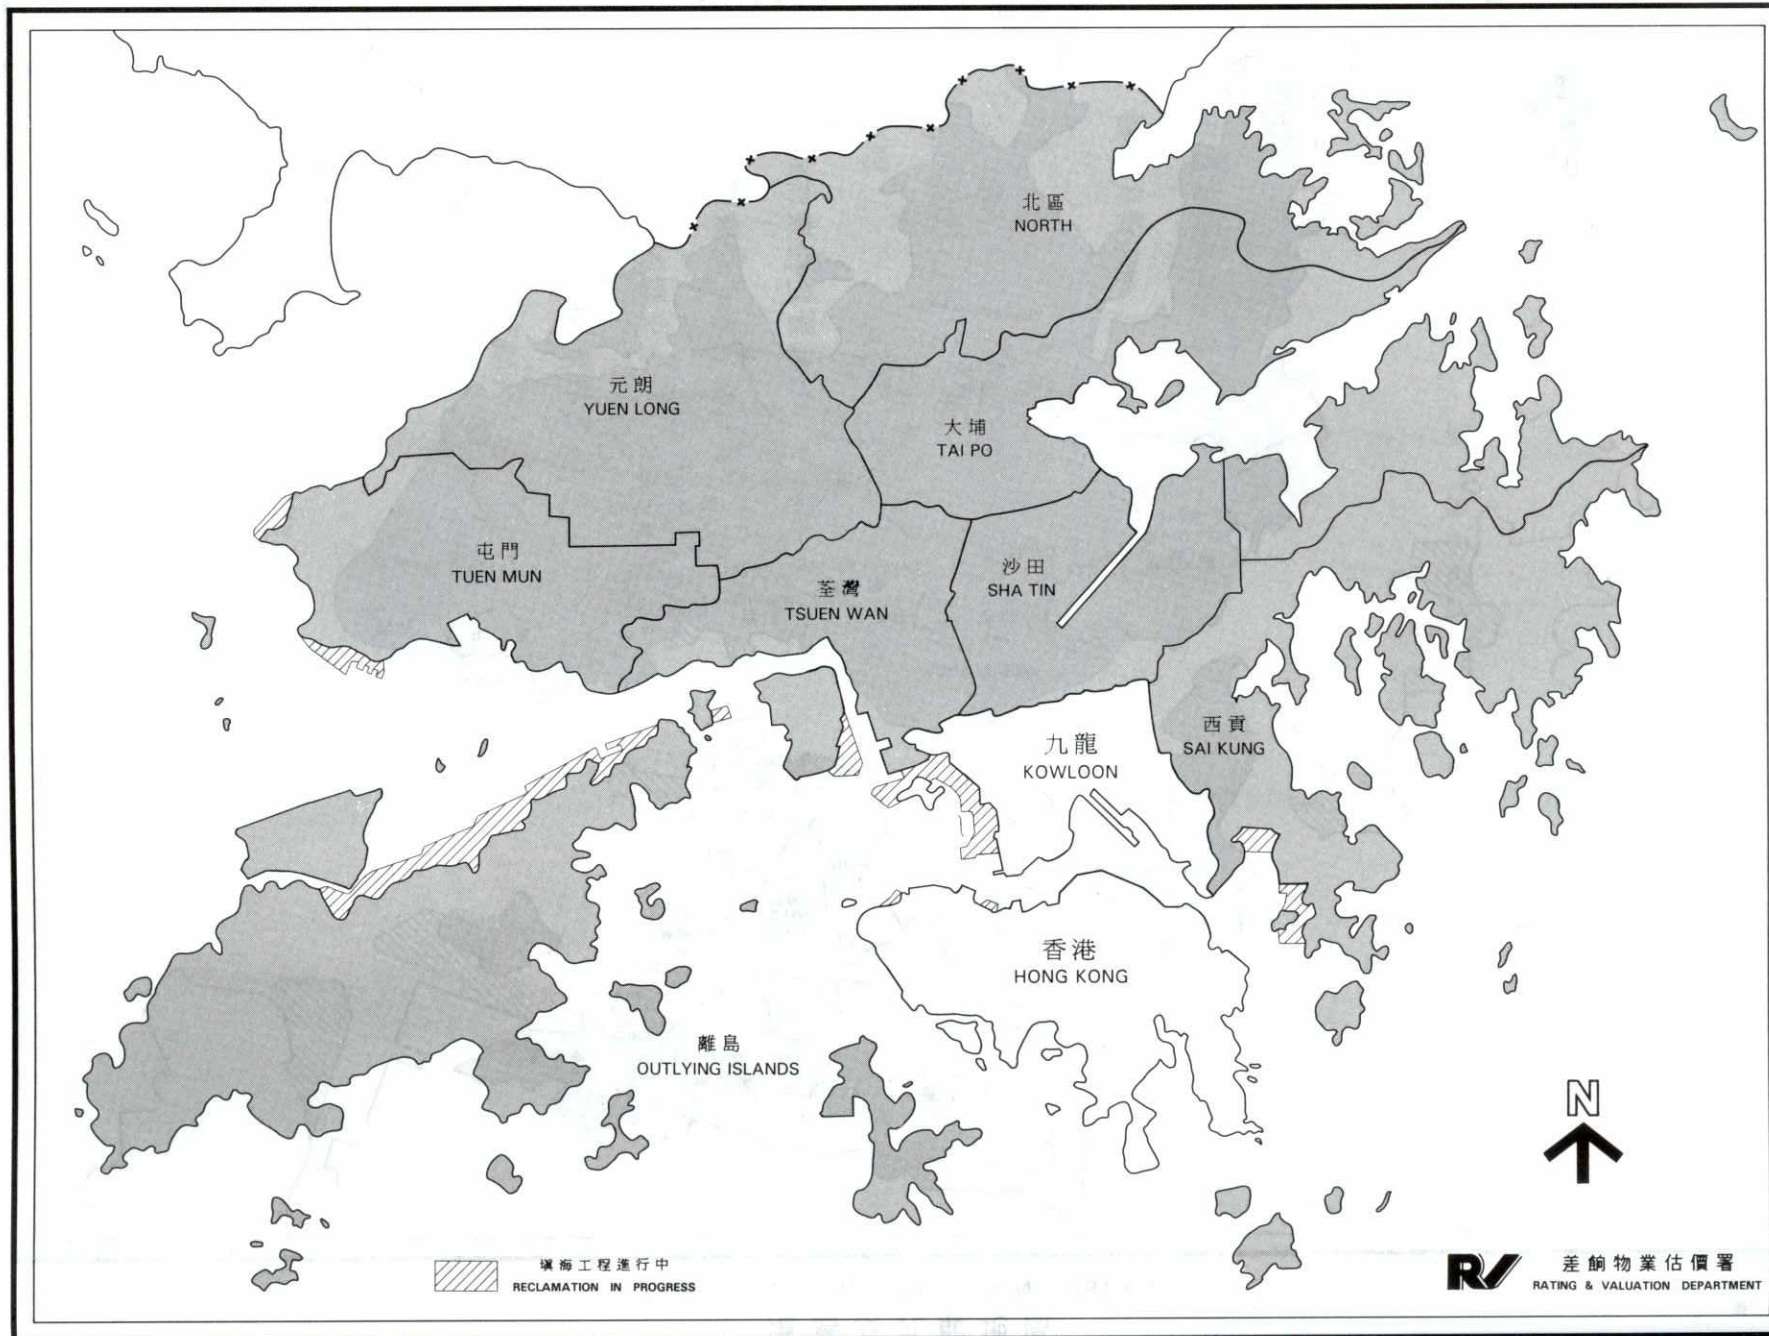 北區
NORTH
元朗
YUEN LONG
大埔
TAI PO
屯門
TUEN MUN
荃灣
TSUEN WAN
沙田
SHA TIN
西貢
SAI KUNG
九龍
KOWLOON
香港
HONG KONG
離島
OUTLYING ISLANDS
N
填海工程進行中
RECLAMATION IN PROGRESS
RV
差餉物業估價署
RATING & VALUATION DEPARTMENT